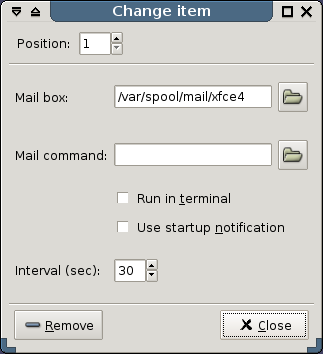 Change item
Position: 1
Mail box: /var/spool/mail/xfce4
Mail command:
Run in terminal
Use startup notification
Interval (sec): 30
Remove Close